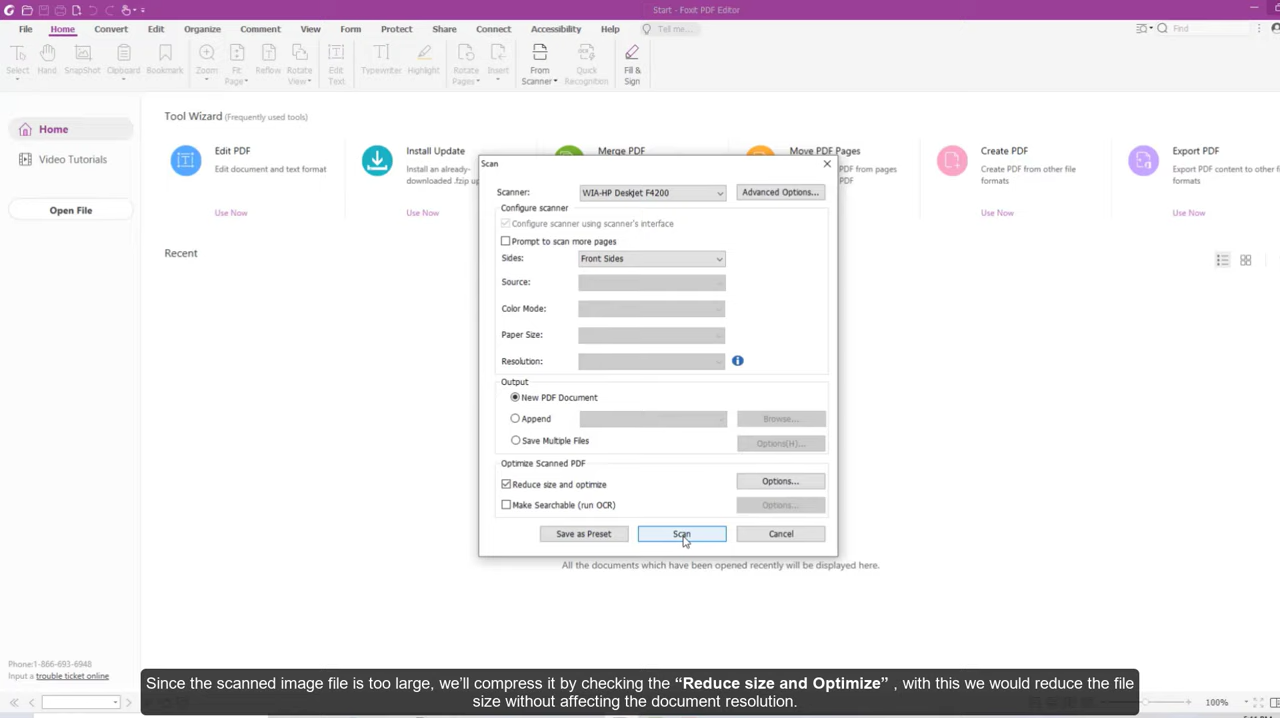 Start - Foxit PDF Editor
File Home Convert Edit Organize Comment View Form Protect Share Connect Accessibility Help Tell me... Find
Select Hand SnapShot Clipboard Bookmark Zoom Fit Page Reflow Rotate View Edit Text Typewriter Highlight Rotate Pages Insert From Scanner Quick Recognition Fill & Sign
Home
Video Tutorials
Open File
Tool Wizard (Frequently used tools)
Edit PDF
Edit document and text format
Use Now
Install Update
Install an already-
downloaded .fzip up
Use Now
Merge PDF
Move PDF Pages
PDF from
Create PDF
Create PDF from other file
formats
Use Now
Export PDF
Export PDF content to other
formats
Use Now
Recent
Scan
Scanner: WIA-HP Deskjet F4200 Advanced Options...
Configure scanner
Configure scanner using scanner's interface
Prompt to scan more pages
Sides: Front Sides
Source:
Color Mode:
Paper Size:
Resolution:
Output
New PDF Document
Append Browse...
Save Multiple Files Options(H)...
Optimize Scanned PDF
Reduce size and optimize Options...
Make Searchable (run OCR) Options...
Save as Preset Scan Cancel
All the documents which have been opened recently will be displayed here.
Phone:1-866-693-6948
Input a trouble ticket online
100%
Since the scanned image file is too large, we’ll compress it by checking the “Reduce size and Optimize” , with this we would reduce the file
size without affecting the document resolution.